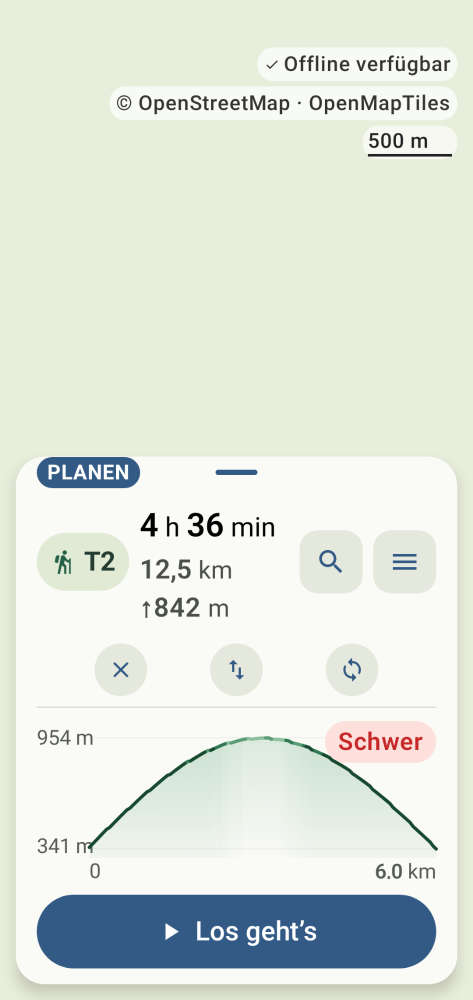 Offline verfügbar
© OpenStreetMap · OpenMapTiles
500 m
PLANEN
T2
4 h 36 min
12,5 km
↑842 m
954 m
Schwer
341 m
0
6.0 km
Los geht’s